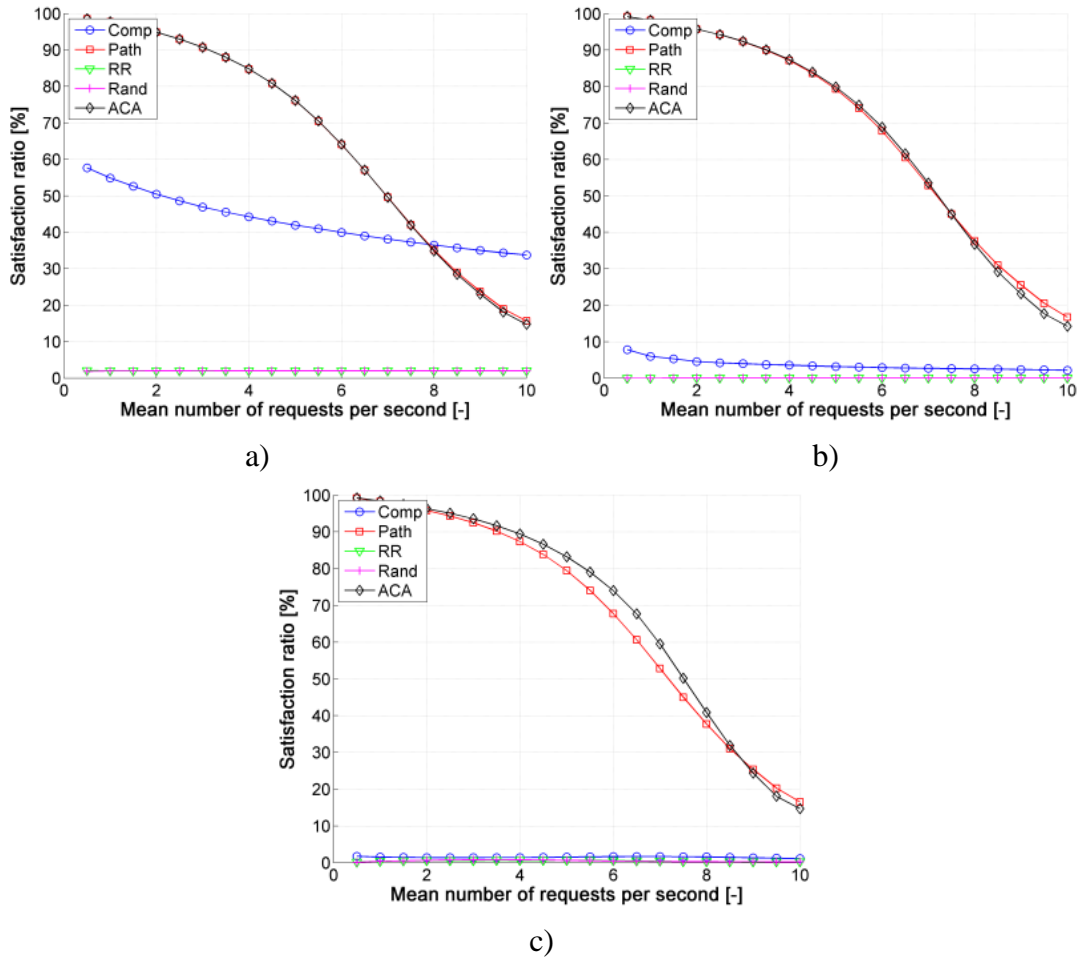 100
90
80
70
60
50
40
30
20
10
0
Satisfaction ratio [%]
Comp
Path
RR
Rand
ACA
0 2 4 6 8 10
Mean number of requests per second [-]
a)
100
90
80
70
60
50
40
30
20
10
0
Satisfaction ratio [%]
Comp
Path
RR
Rand
ACA
0 2 4 6 8 10
Mean number of requests per second [-]
b)
100
90
80
70
60
50
40
30
20
10
0
Satisfaction ratio [%]
Comp
Path
RR
Rand
ACA
0 2 4 6 8 10
Mean number of requests per second [-]
c)